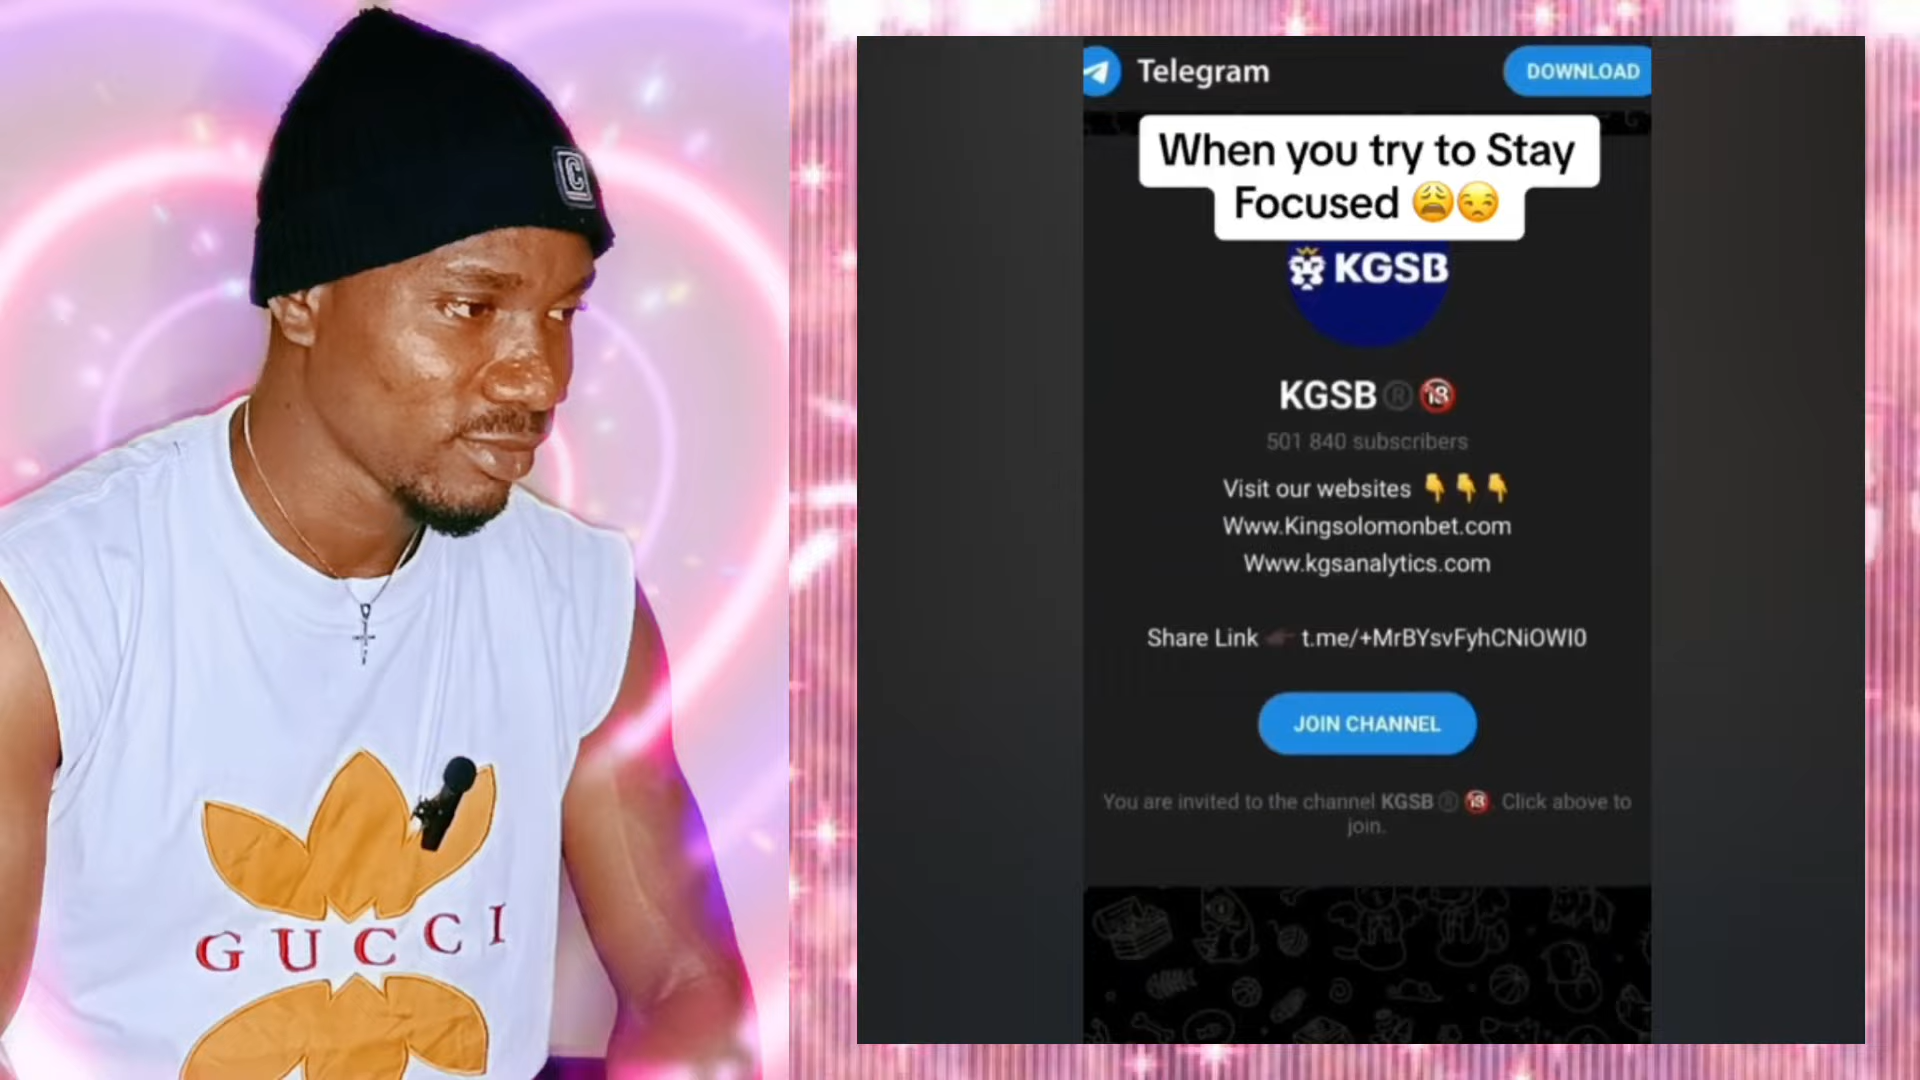 C
GUCCI
Telegram
DOWNLOAD
When you try to Stay
Focused 😩😒
KGSB
KGSB®🔞
501 840 subscribers
Visit our websites 👇👇👇
Www.Kingsolomonbet.com
Www.kgsanalytics.com
Share Link 👉🏿 t.me/+MrBYsvFyhCNiOWI0
JOIN CHANNEL
You are invited to the channel KGSB®🔞. Click above to
join.